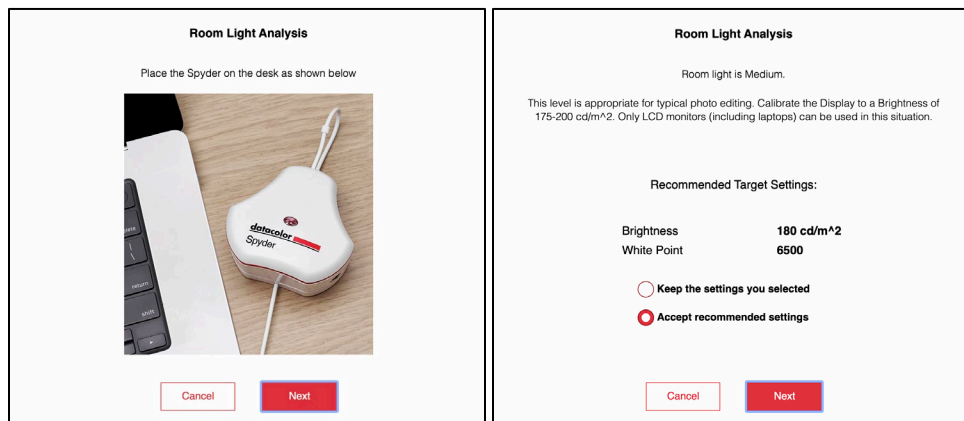 Room Light Analysis
Place the Spyder on the desk as shown below
return
shift
datacolor
Spyder
Cancel
Next
Room Light Analysis
Room light is Medium.
This level is appropriate for typical photo editing. Calibrate the Display to a Brightness of
175-200 cd/m^2. Only LCD monitors (including laptops) can be used in this situation.
Recommended Target Settings:
Brightness 180 cd/m^2
White Point 6500
Keep the settings you selected
Accept recommended settings
Cancel
Next